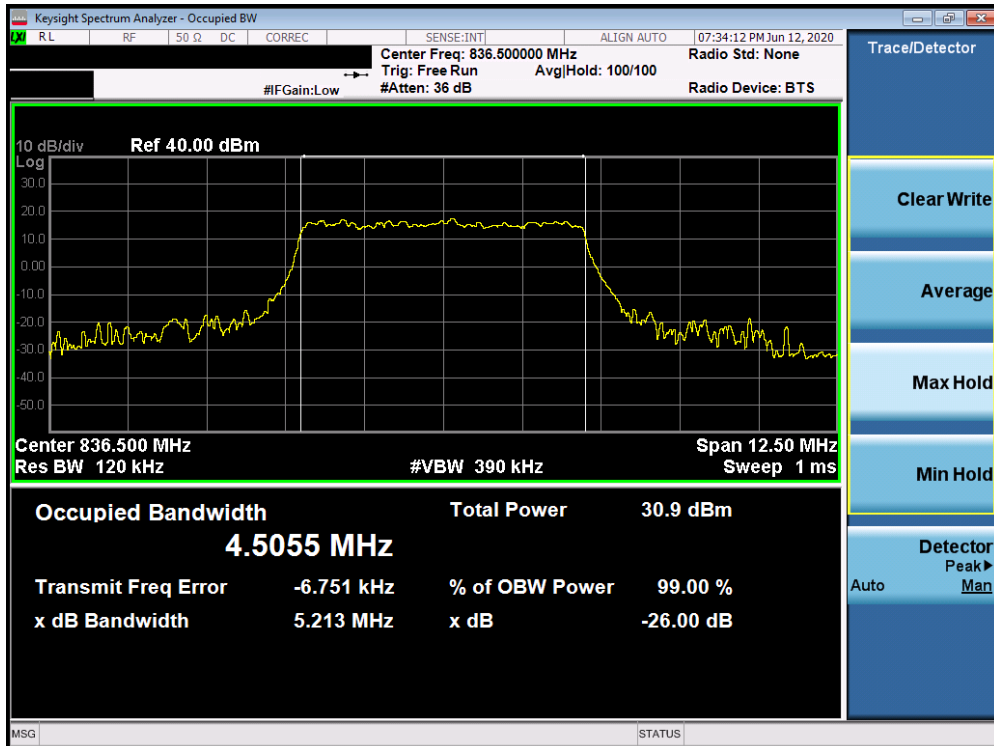 Keysight Spectrum Analyzer - Occupied BW
LXI RL RF 50 Ω DC CORREC SENSE:INT ALIGN AUTO 07:34:12 PM Jun 12, 2020
Center Freq: 836.500000 MHz Radio Std: None
Trig: Free Run Avg|Hold: 100/100
#IFGain:Low #Atten: 36 dB Radio Device: BTS
Trace/Detector
10 dB/div Ref 40.00 dBm
Log
30.0
20.0
10.0
0.00
-10.0
-20.0
-30.0
-40.0
-50.0
Center 836.500 MHz Span 12.50 MHz
Res BW 120 kHz #VBW 390 kHz Sweep 1 ms
Occupied Bandwidth Total Power 30.9 dBm
4.5055 MHz
Transmit Freq Error -6.751 kHz % of OBW Power 99.00 %
x dB Bandwidth 5.213 MHz x dB -26.00 dB
Clear Write
Average
Max Hold
Min Hold
Detector
Peak▶
Auto Man
MSG STATUS